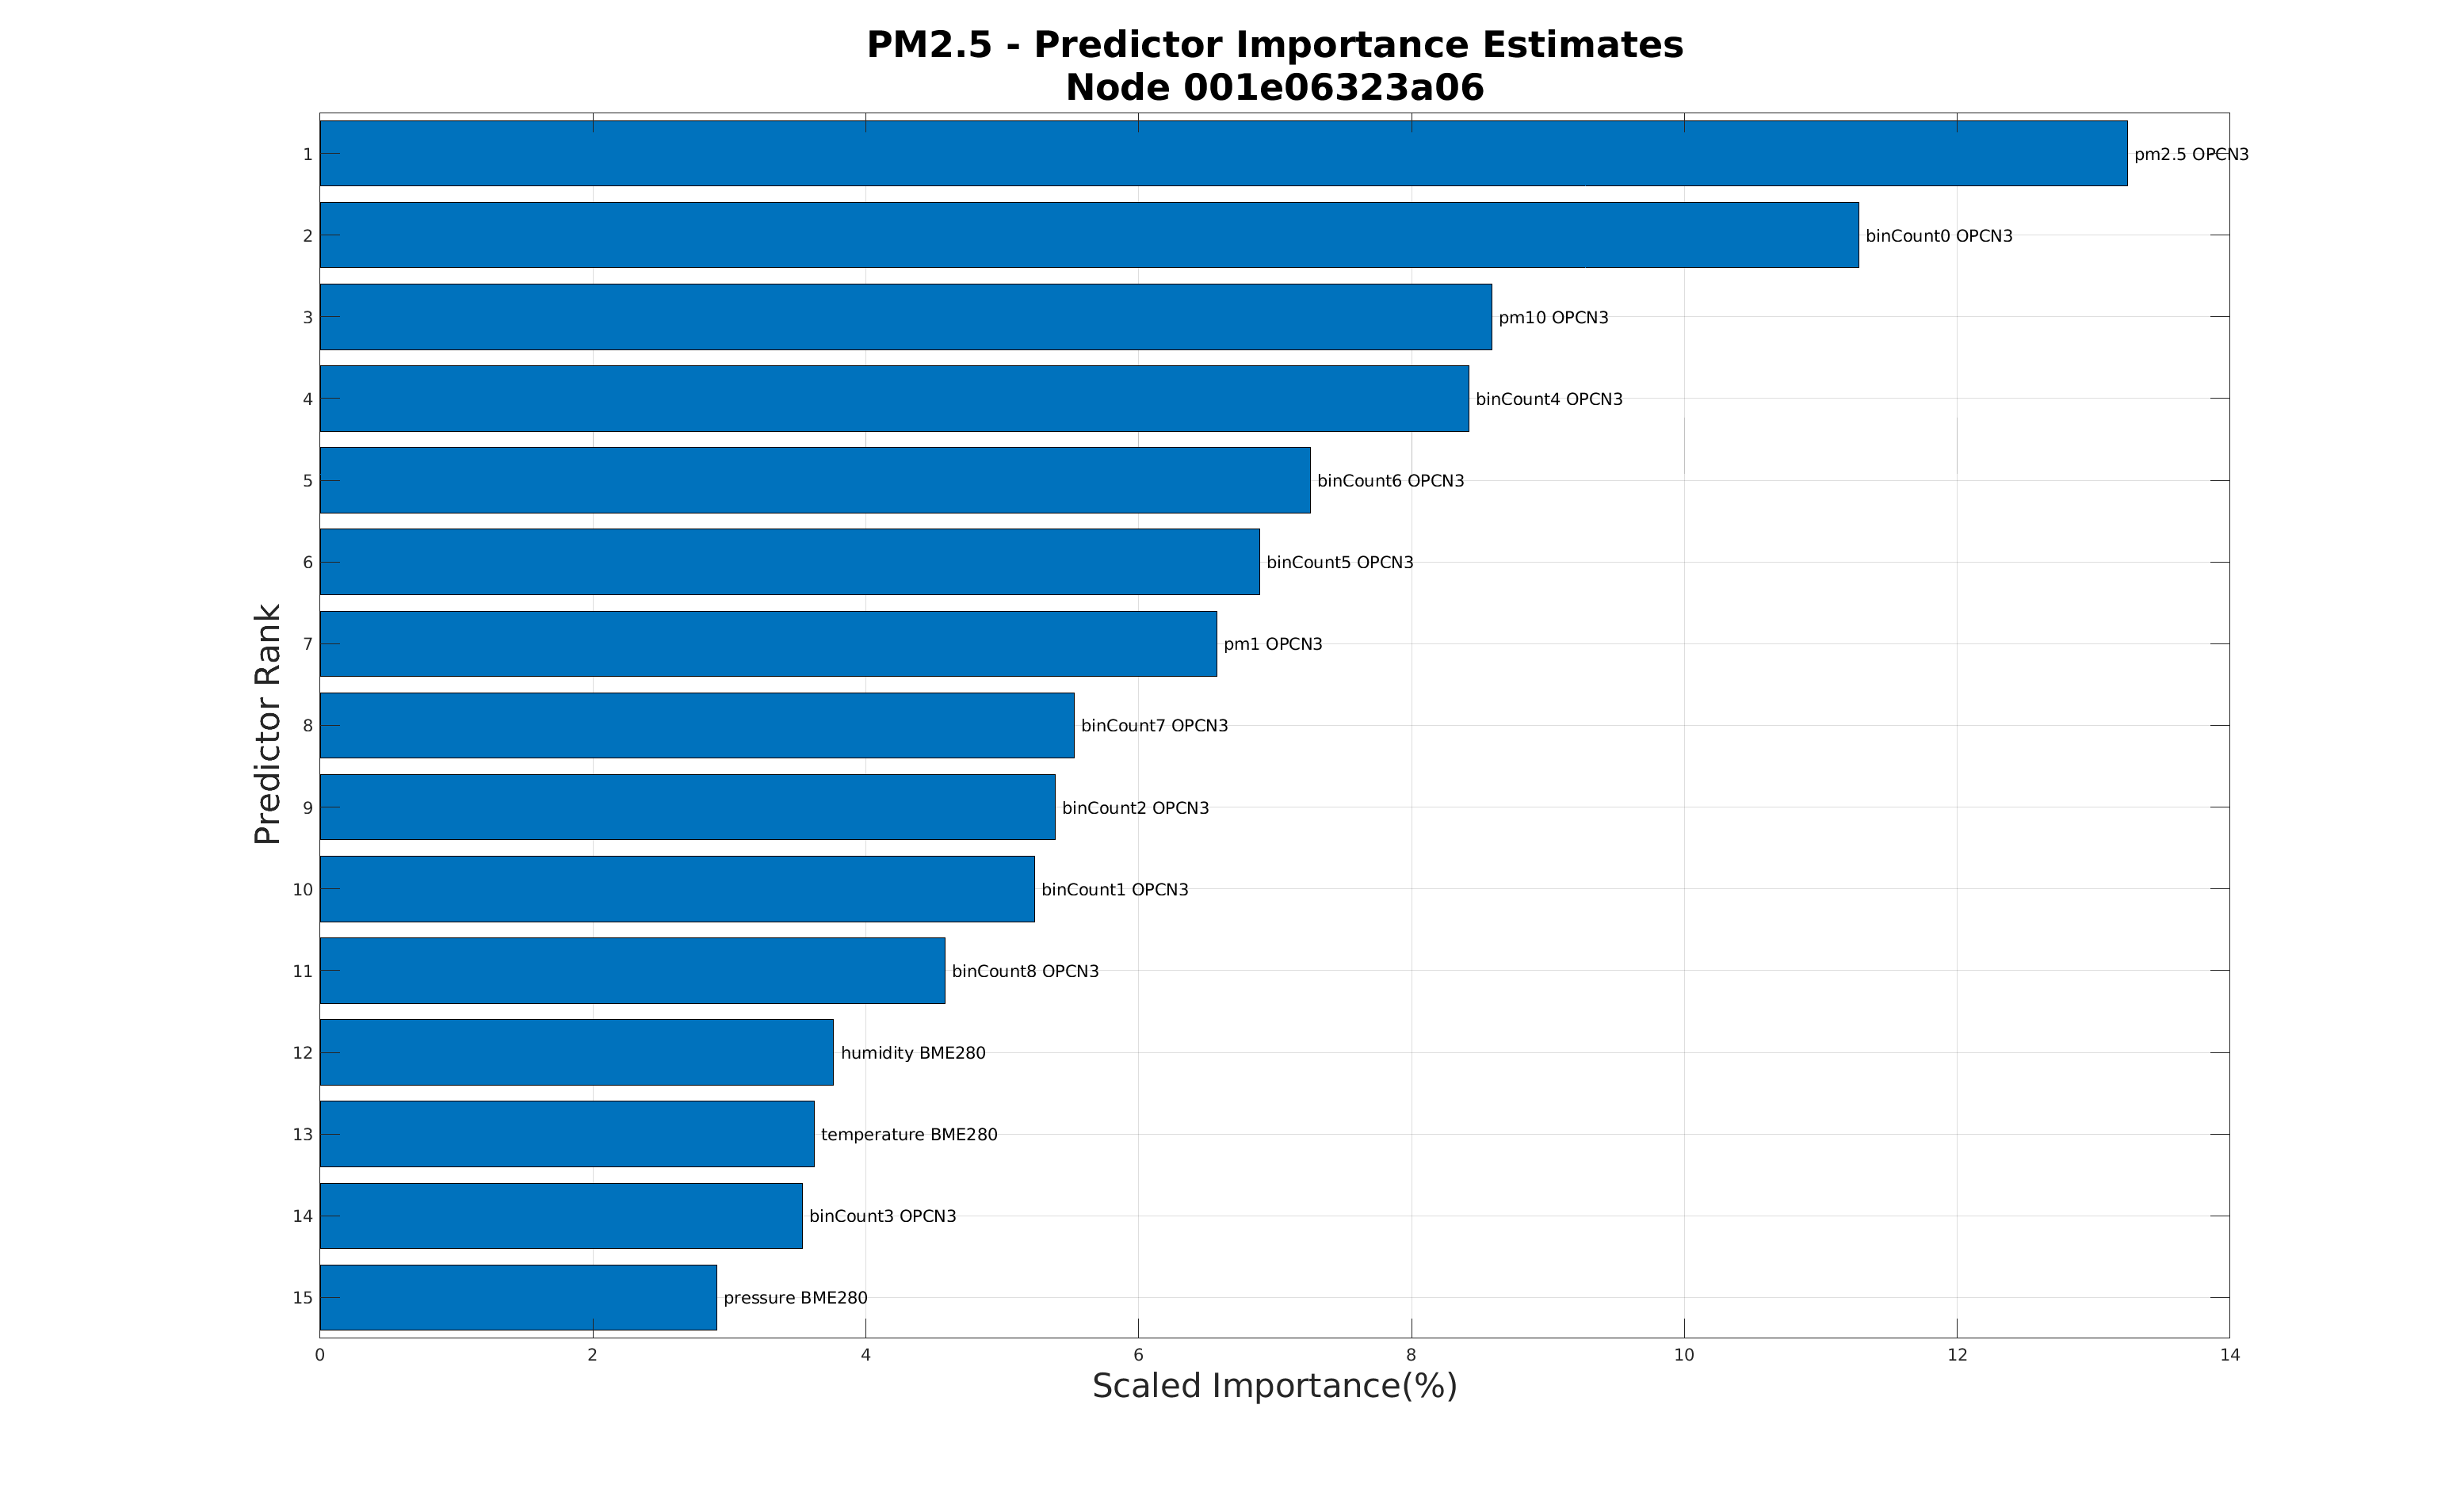 PM2.5 - Predictor Importance Estimates
Node 001e06323a06
Predictor Rank
1 pm2.5 OPCN3
2 binCount0 OPCN3
3 pm10 OPCN3
4 binCount4 OPCN3
5 binCount6 OPCN3
6 binCount5 OPCN3
7 pm1 OPCN3
8 binCount7 OPCN3
9 binCount2 OPCN3
10 binCount1 OPCN3
11 binCount8 OPCN3
12 humidity BME280
13 temperature BME280
14 binCount3 OPCN3
15 pressure BME280
0 2 4 6 8 10 12 14
Scaled Importance(%)